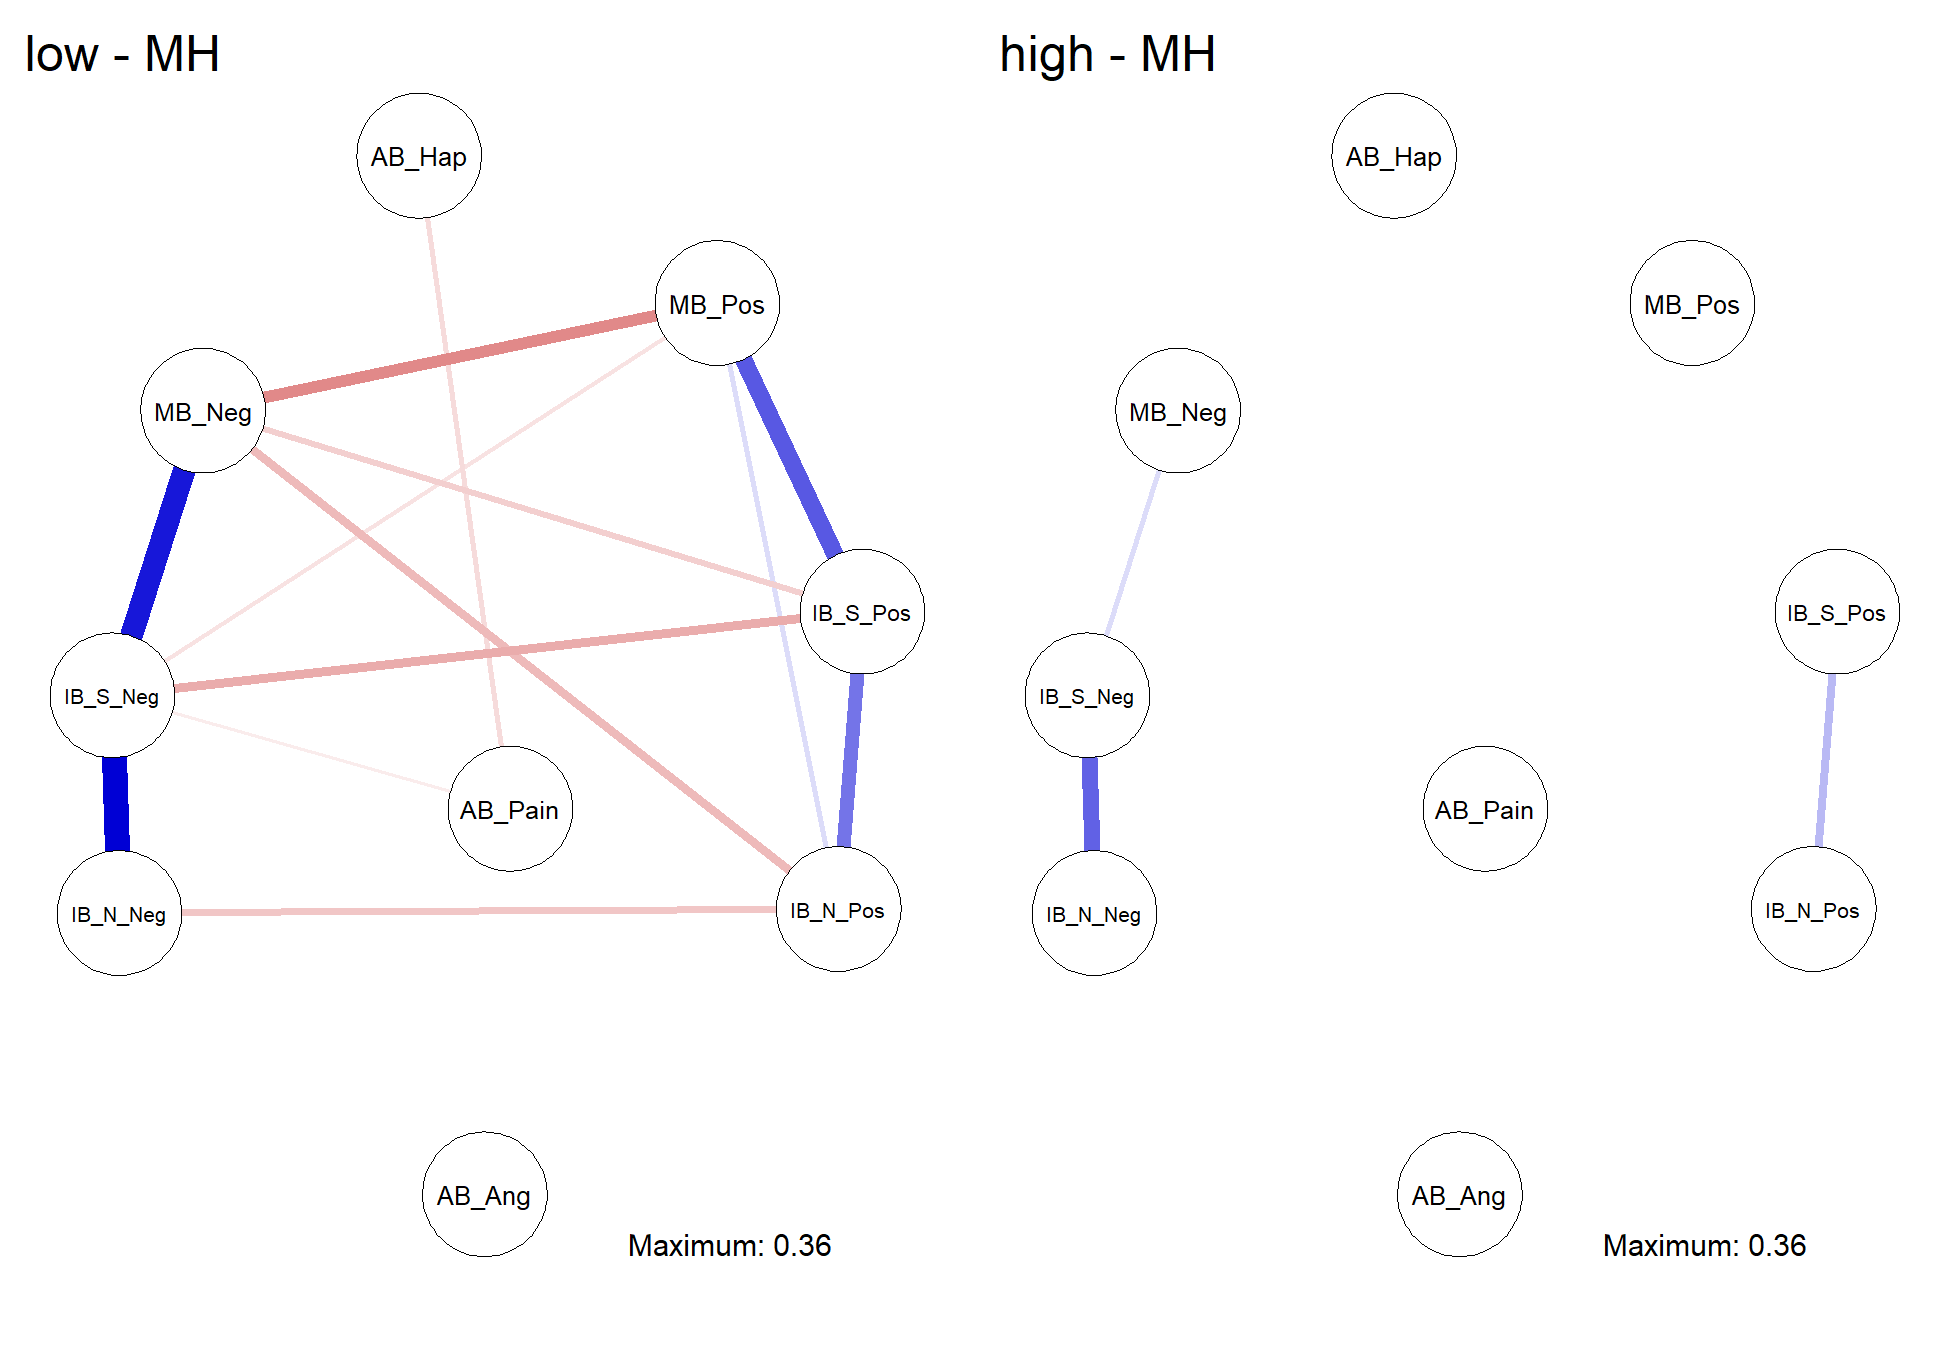 low - MH
AB_Hap
MB_Pos
MB_Neg
IB_S_Pos
IB_S_Neg
AB_Pain
IB_N_Neg
IB_N_Pos
AB_Ang
Maximum: 0.36
high - MH
AB_Hap
MB_Pos
MB_Neg
IB_S_Pos
IB_S_Neg
AB_Pain
IB_N_Neg
IB_N_Pos
AB_Ang
Maximum: 0.36